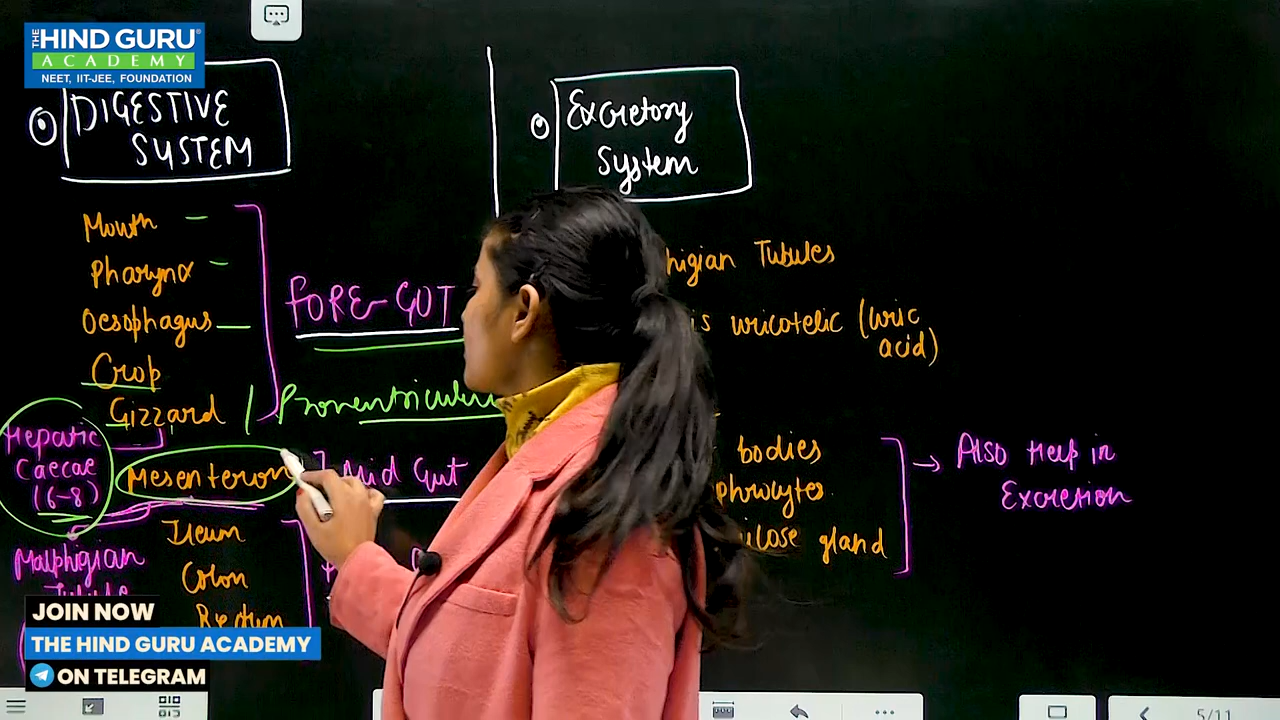 THE HIND GURU
ACADEMY
NEET, IIT-JEE, FOUNDATION
DIGESTIVE
SYSTEM
Mouth
Pharynx
Oesophagus
Crop
Gizzard
FORE-GUT
Hepatic
Caecae
(6-8)
Mesenteron
Mid Gut
Malphigian
Ileum
Colon
Excretory
System
Tubules
is uricotelic (uric
acid)
bodies
gland
Also Help in
Excretion
JOIN NOW
THE HIND GURU ACADEMY
ON TELEGRAM
5/11